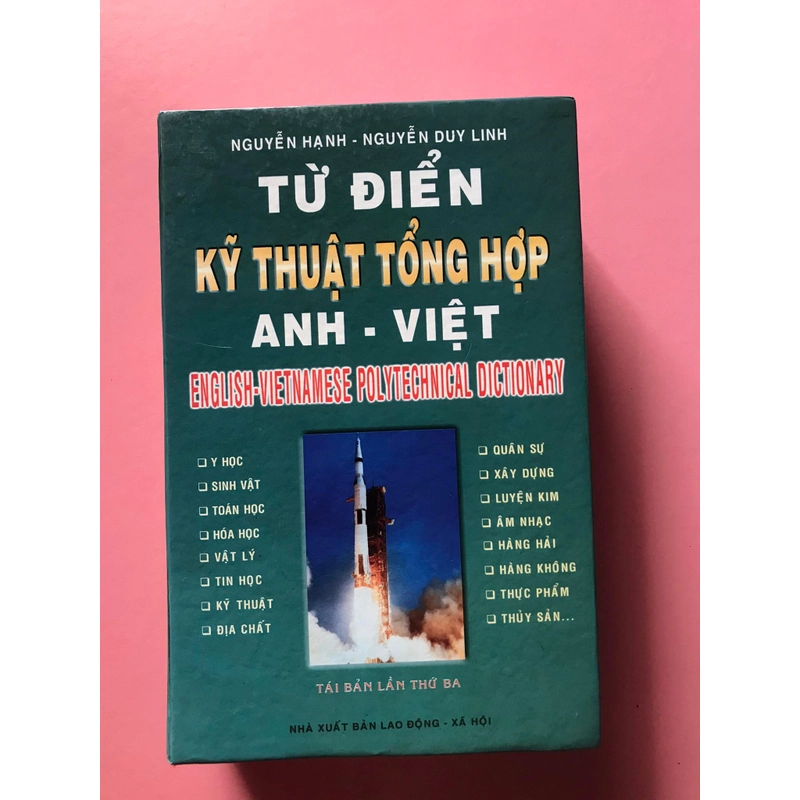 NGUYỄN HẠNH - NGUYỄN DUY LINH
TỪ ĐIỂN
KỸ THUẬT TỔNG HỢP
ANH - VIỆT
ENGLISH-VIETNAMESE POLYTECHNICAL DICTIONARY
❏ Y HỌC
❏ SINH VẬT
❏ TOÁN HỌC
❏ HÓA HỌC
❏ VẬT LÝ
❏ TIN HỌC
❏ KỸ THUẬT
❏ ĐỊA CHẤT
❏ QUÂN SỰ
❏ XÂY DỰNG
❏ LUYỆN KIM
❏ ÂM NHẠC
❏ HÀNG HẢI
❏ HÀNG KHÔNG
❏ THỰC PHẨM
❏ THỦY SẢN...
TÁI BẢN LẦN THỨ BA
NHÀ XUẤT BẢN LAO ĐỘNG - XÁ HỘI